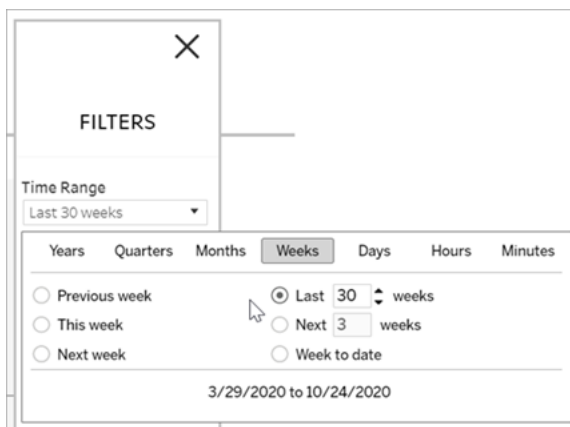 FILTERS
Time Range
Last 30 weeks
Years Quarters Months Weeks Days Hours Minutes
Previous week Last 30 weeks
This week Next 3 weeks
Next week Week to date
3/29/2020 to 10/24/2020